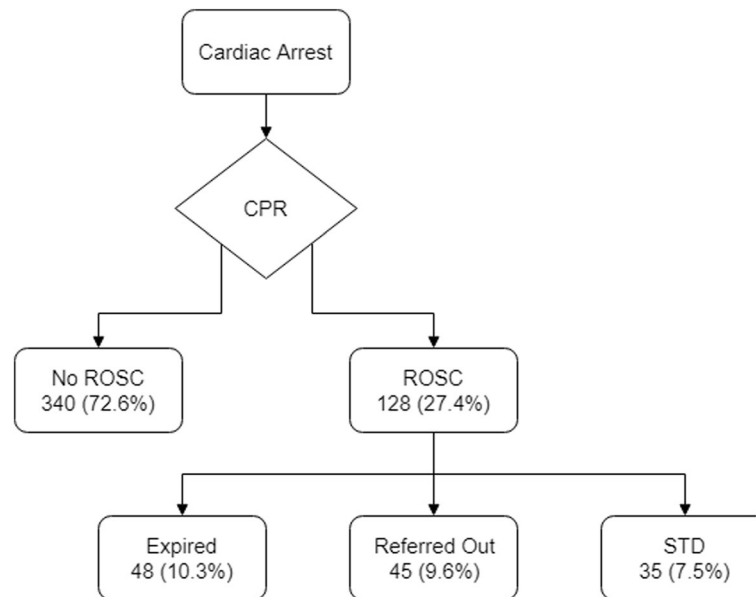 Cardiac Arrest
CPR
No ROSC
340 (72.6%)
ROSC
128 (27.4%)
Expired
48 (10.3%)
Referred Out
45 (9.6%)
STD
35 (7.5%)